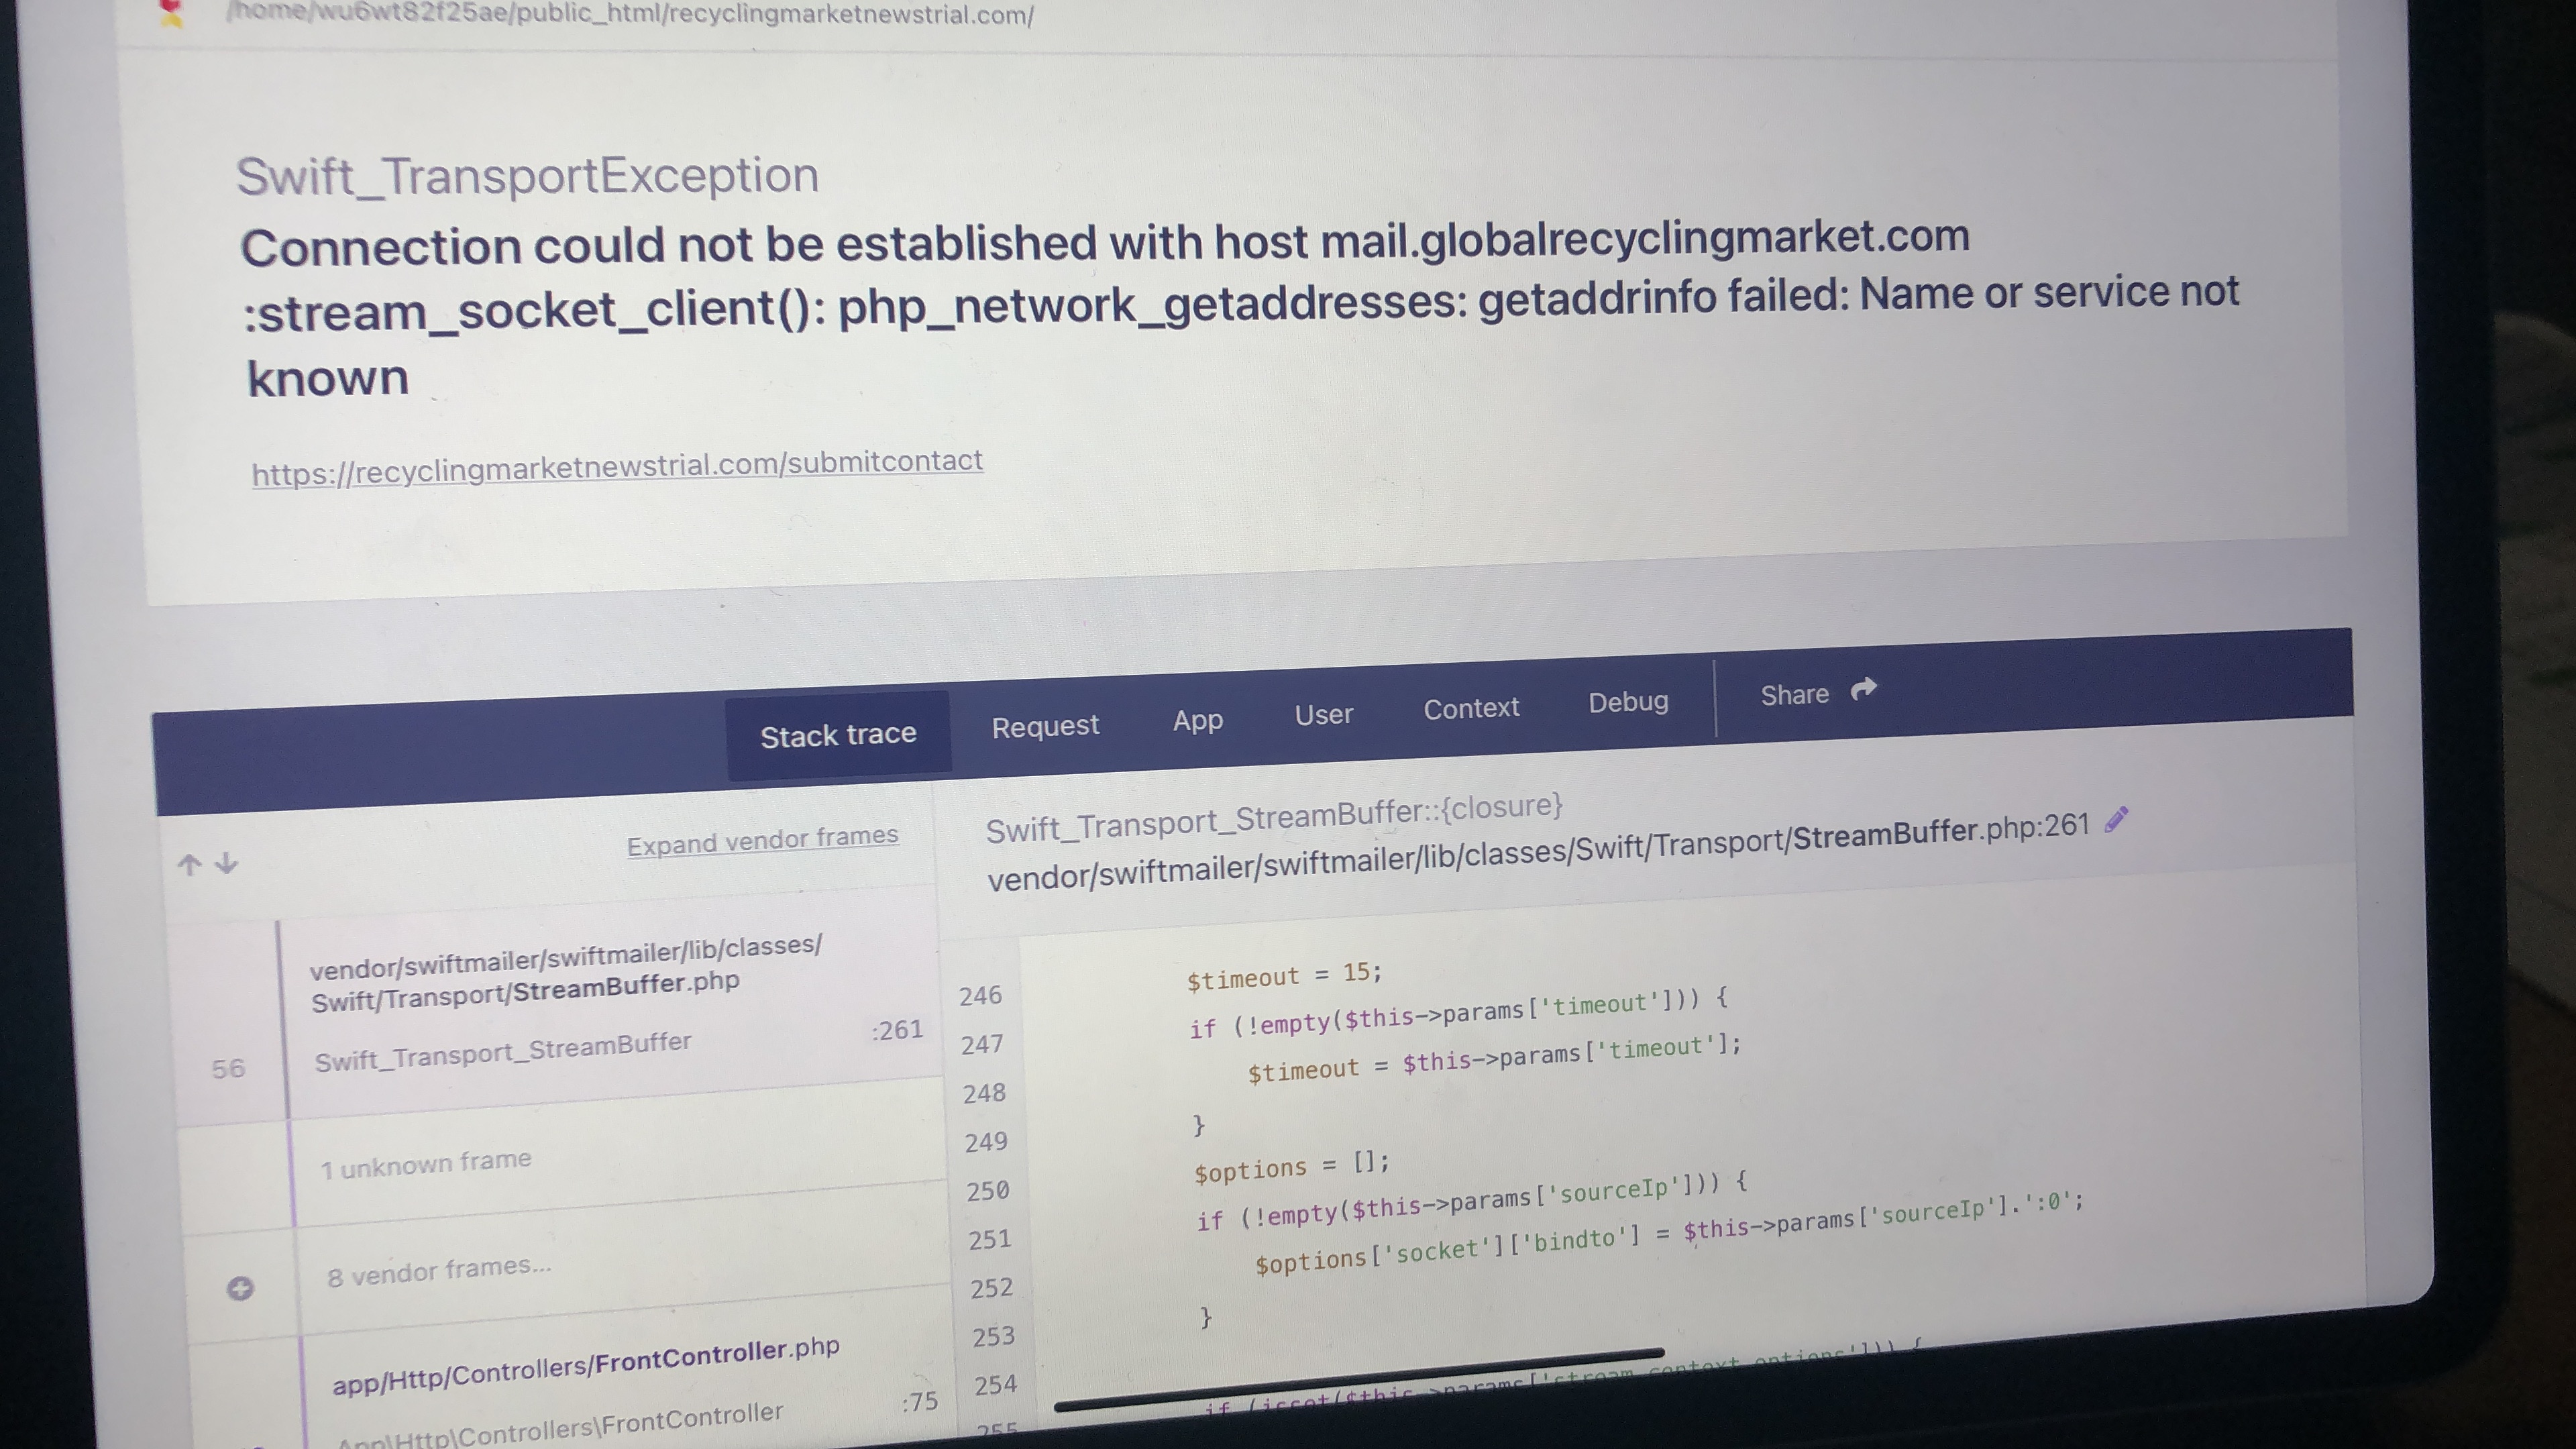 /home/wu6wt82f25ae/public_html/recyclingmarketnewstrial.com/
Swift_TransportException
Connection could not be established with host mail.globalrecyclingmarket.com
:stream_socket_client(): php_network_getaddresses: getaddrinfo failed: Name or service not
known
https://recyclingmarketnewstrial.com/submitcontact
Stack trace Request App User Context Debug Share
Expand vendor frames
vendor/swiftmailer/swiftmailer/lib/classes/
Swift/Transport/StreamBuffer.php
56 Swift_Transport_StreamBuffer :261
1 unknown frame
8 vendor frames...
app/Http/Controllers/FrontController.php
App\Http\Controllers\FrontController :75
Swift_Transport_StreamBuffer::{closure}
vendor/swiftmailer/swiftmailer/lib/classes/Swift/Transport/StreamBuffer.php:261
246 $timeout = 15;
247 if (!empty($this->params['timeout'])) {
248 $timeout = $this->params['timeout'];
249 }
250 $options = [];
251 if (!empty($this->params['sourceIp'])) {
252 $options['socket']['bindto'] = $this->params['sourceIp'].':0';
253 }
254 if (isset($this->params['stream_context_options'])) {
255